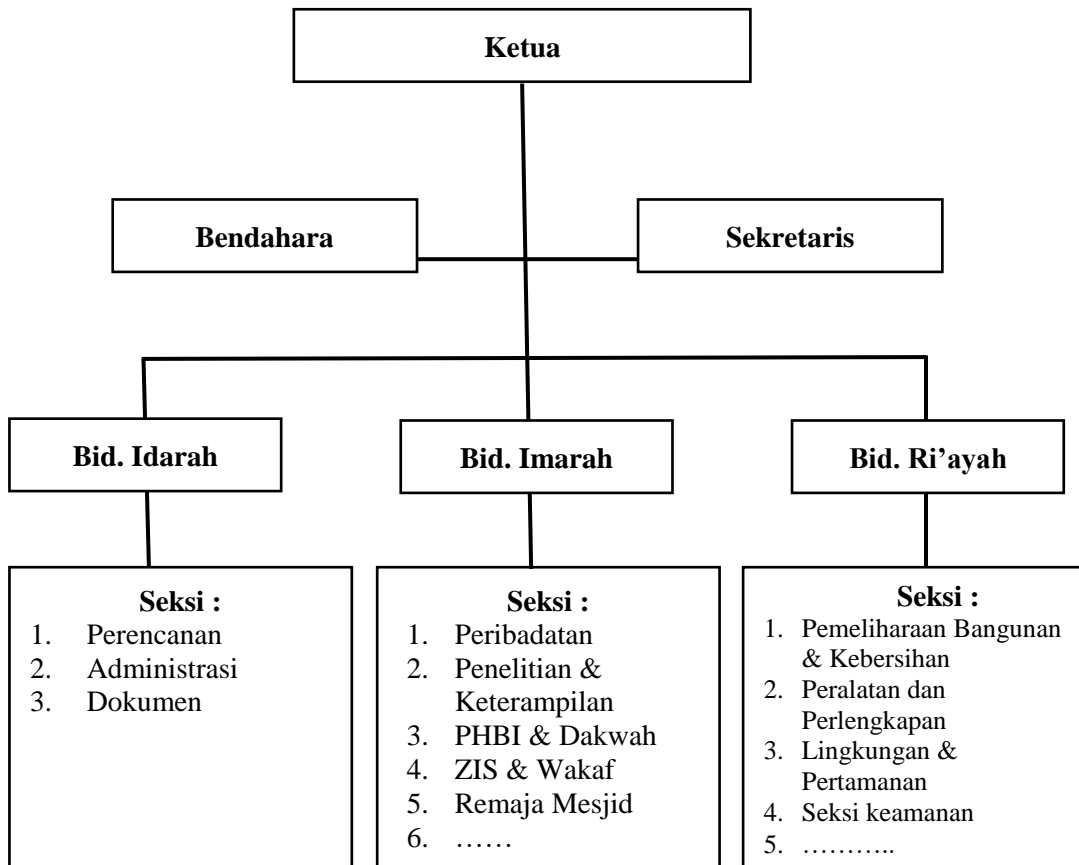 Ketua
Bendahara
Sekretaris
Bid. Idarah
Bid. Imarah
Bid. Ri’ayah
Seksi :
1. Perencanan
2. Administrasi
3. Dokumen
Seksi :
1. Peribadatan
2. Penelitian &
Keterampilan
3. PHBI & Dakwah
4. ZIS & Wakaf
5. Remaja Mesjid
6. ……
Seksi :
1. Pemeliharaan Bangunan
& Kebersihan
2. Peralatan dan
Perlengkapan
3. Lingkungan &
Pertamanan
4. Seksi keamanan
5. ………..